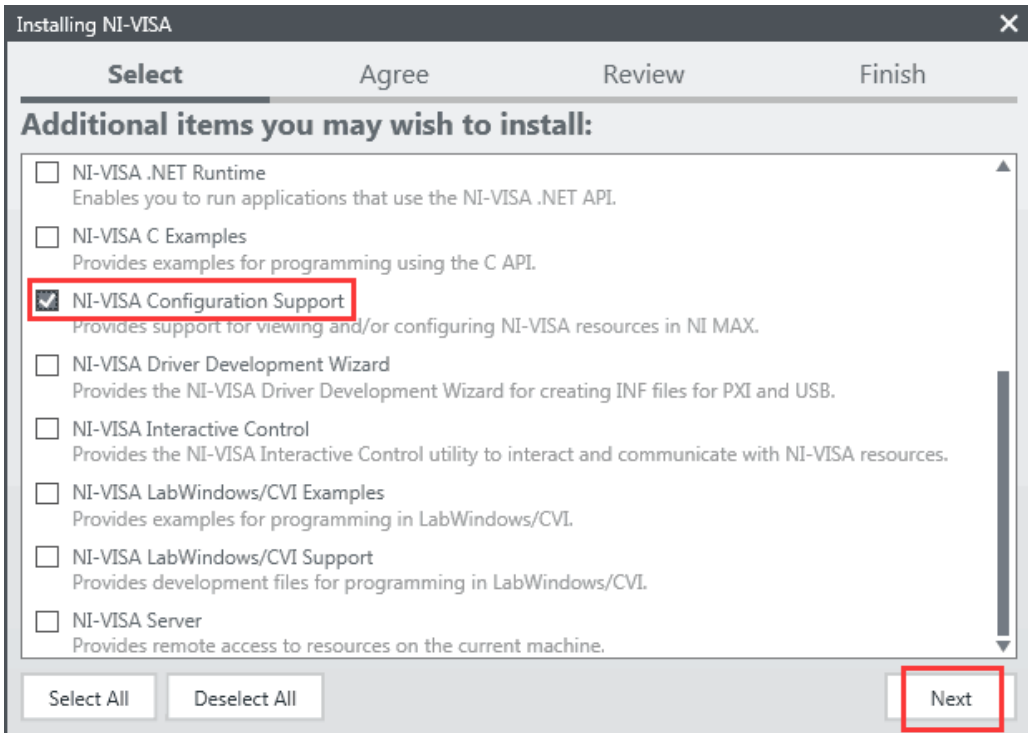 Installing NI-VISA
Select Agree Review Finish
Additional items you may wish to install:
NI-VISA .NET Runtime
Enables you to run applications that use the NI-VISA .NET API.
NI-VISA C Examples
Provides examples for programming using the C API.
NI-VISA Configuration Support
Provides support for viewing and/or configuring NI-VISA resources in NI MAX.
NI-VISA Driver Development Wizard
Provides the NI-VISA Driver Development Wizard for creating INF files for PXI and USB.
NI-VISA Interactive Control
Provides the NI-VISA Interactive Control utility to interact and communicate with NI-VISA resources.
NI-VISA LabWindows/CVI Examples
Provides examples for programming in LabWindows/CVI.
NI-VISA LabWindows/CVI Support
Provides development files for programming in LabWindows/CVI.
NI-VISA Server
Provides remote access to resources on the current machine.
Select All Deselect All Next